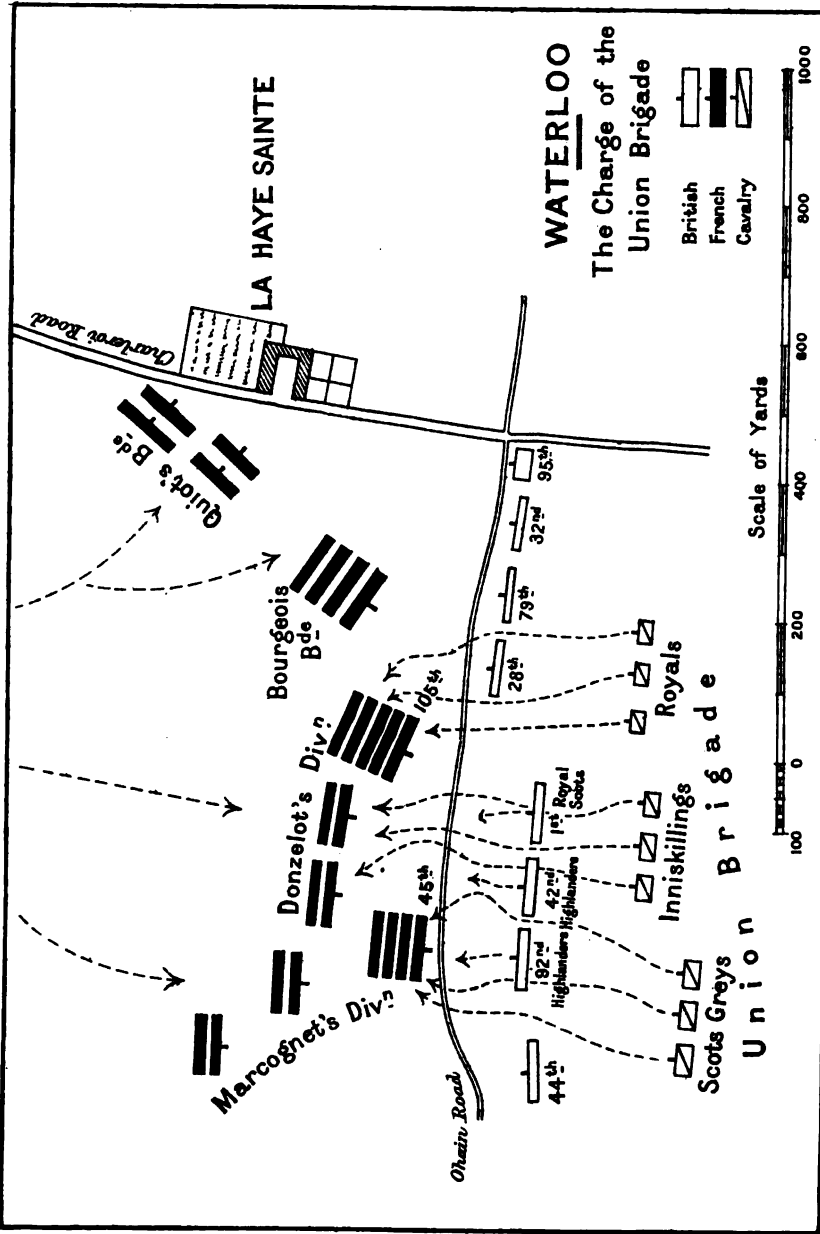 WATERLOO
The Charge of the
Union Brigade
British
French
Cavalry
Charleroi Road
LA HAYE SAINTE
Quiot's Bde
Bourgeois
Bde
Donzelot's Divn
105th
Marcognet's Divn
45th
Ohain Road
95th
32nd
79th
28th
1st Royal
Scots
42nd
Highlanders
92nd
Highlanders
44th
Royals
Inniskillings
Scots Greys
Union Brigade
Scale of Yards
100 0 200 400 600 800 1000